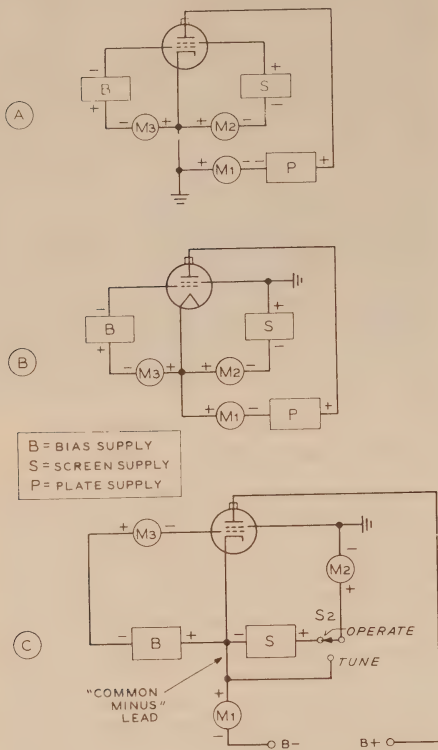 A
B
S
M3
M2
M1
P
B
B
S
M3
M2
M1
P
B = BIAS SUPPLY
S = SCREEN SUPPLY
P = PLATE SUPPLY
C
M3
M2
S2
OPERATE
B
S
TUNE
"COMMON
MINUS"
LEAD
M1
B-
B+